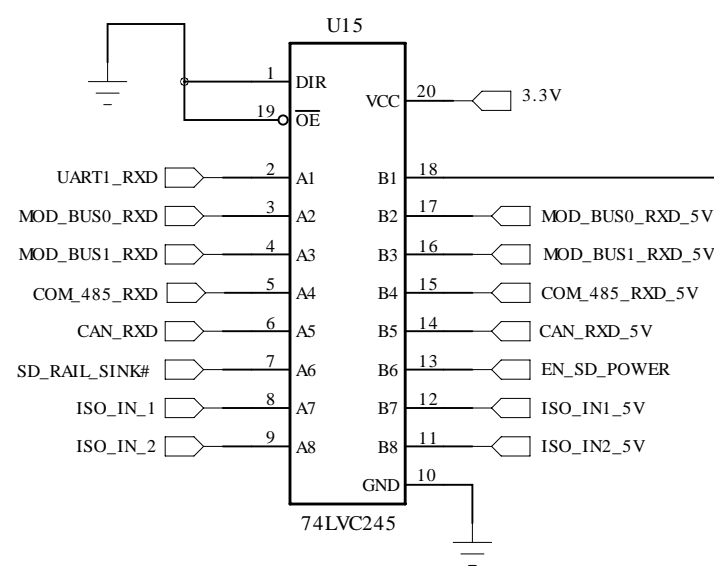 U15
1 DIR
19 OE
VCC 20 3.3V
UART1_RXD 2 A1 B1 18
MOD_BUS0_RXD 3 A2 B2 17 MOD_BUS0_RXD_5V
MOD_BUS1_RXD 4 A3 B3 16 MOD_BUS1_RXD_5V
COM_485_RXD 5 A4 B4 15 COM_485_RXD_5V
CAN_RXD 6 A5 B5 14 CAN_RXD_5V
SD_RAIL_SINK# 7 A6 B6 13 EN_SD_POWER
ISO_IN_1 8 A7 B7 12 ISO_IN1_5V
ISO_IN_2 9 A8 B8 11 ISO_IN2_5V
GND 10
74LVC245